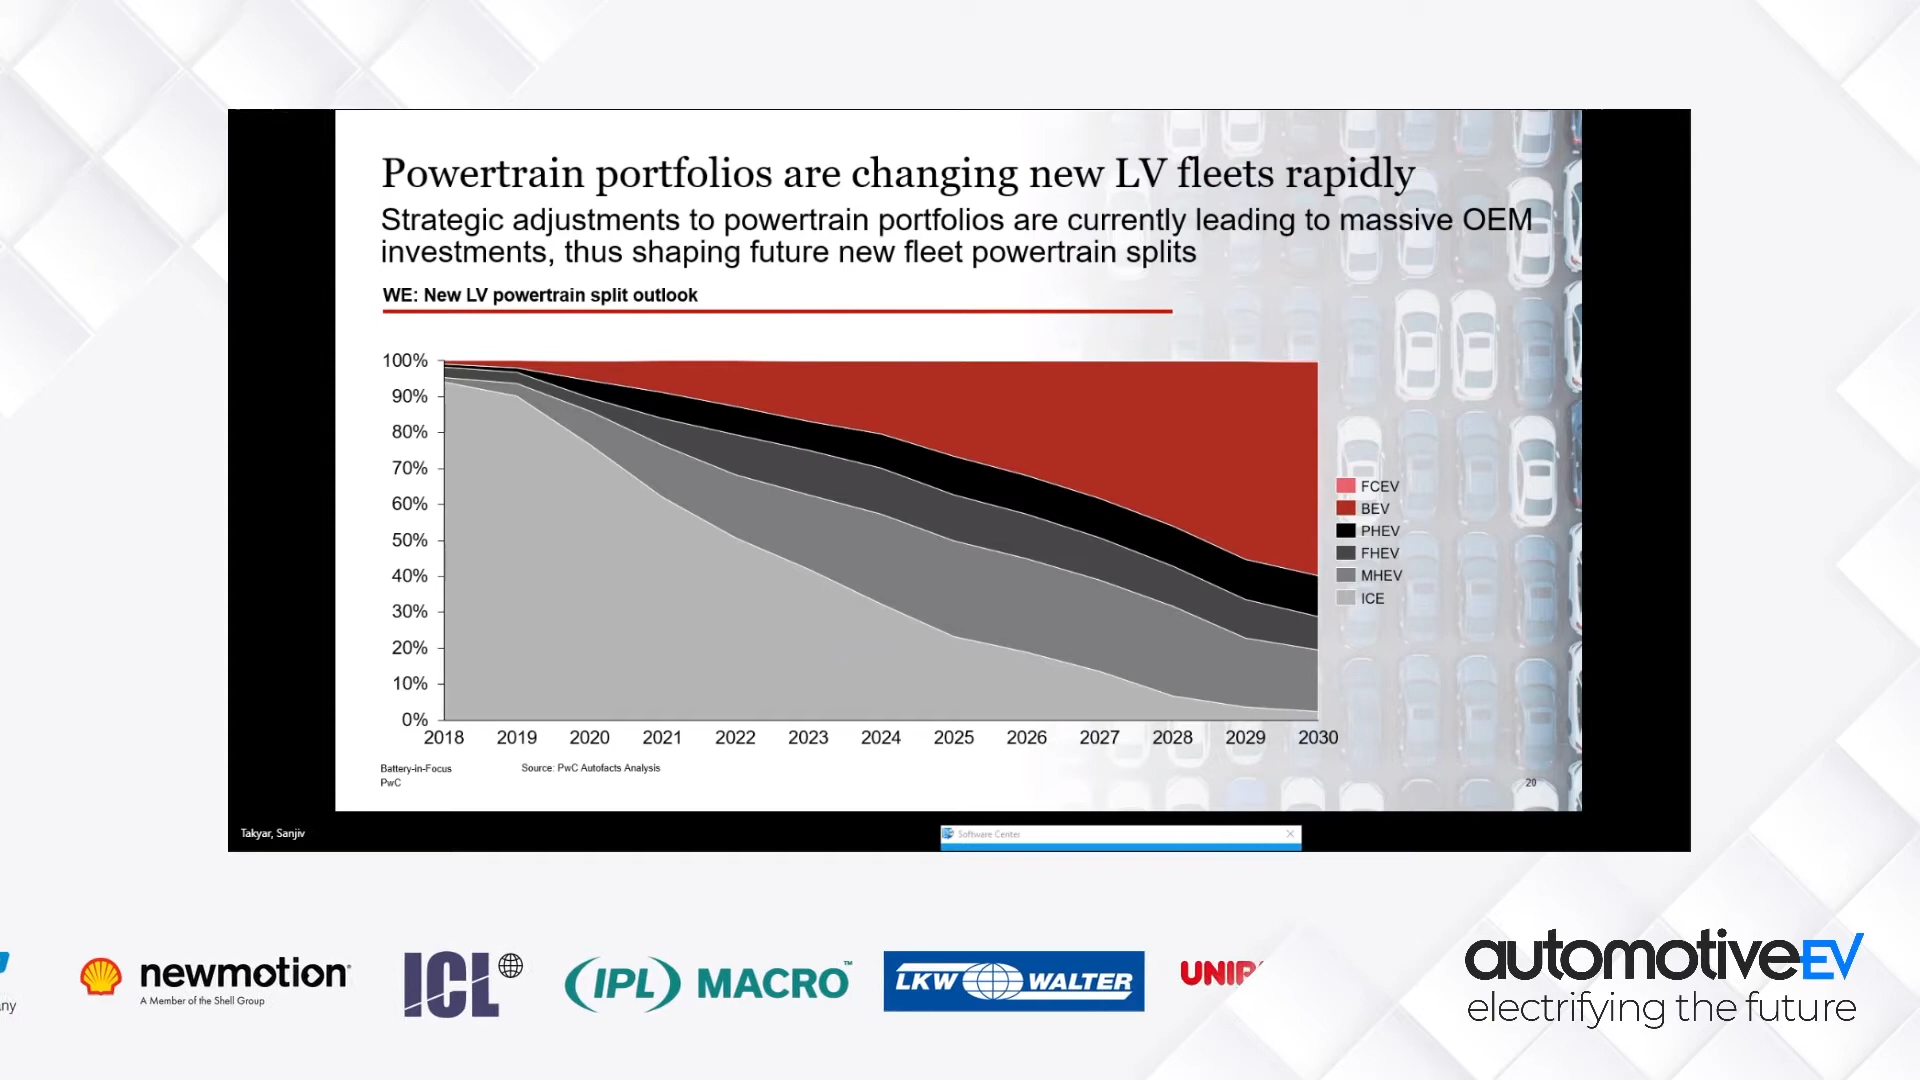 Powertrain portfolios are changing new LV fleets rapidly
Strategic adjustments to powertrain portfolios are currently leading to massive OEM
investments, thus shaping future new fleet powertrain splits
WE: New LV powertrain split outlook
100%
90%
80%
70%
60%
50%
40%
30%
20%
10%
0%
2018 2019 2020 2021 2022 2023 2024 2025 2026 2027 2028 2029 2030
FCEV
BEV
PHEV
FHEV
MHEV
ICE
Battery-in-Focus
PwC
Source: PwC Autofacts Analysis
20
Takyar, Sanjiv
Software Center
newmotion
A Member of the Shell Group
ICL
IPL MACRO™
LKW WALTER
automotiveEV
electrifying the future